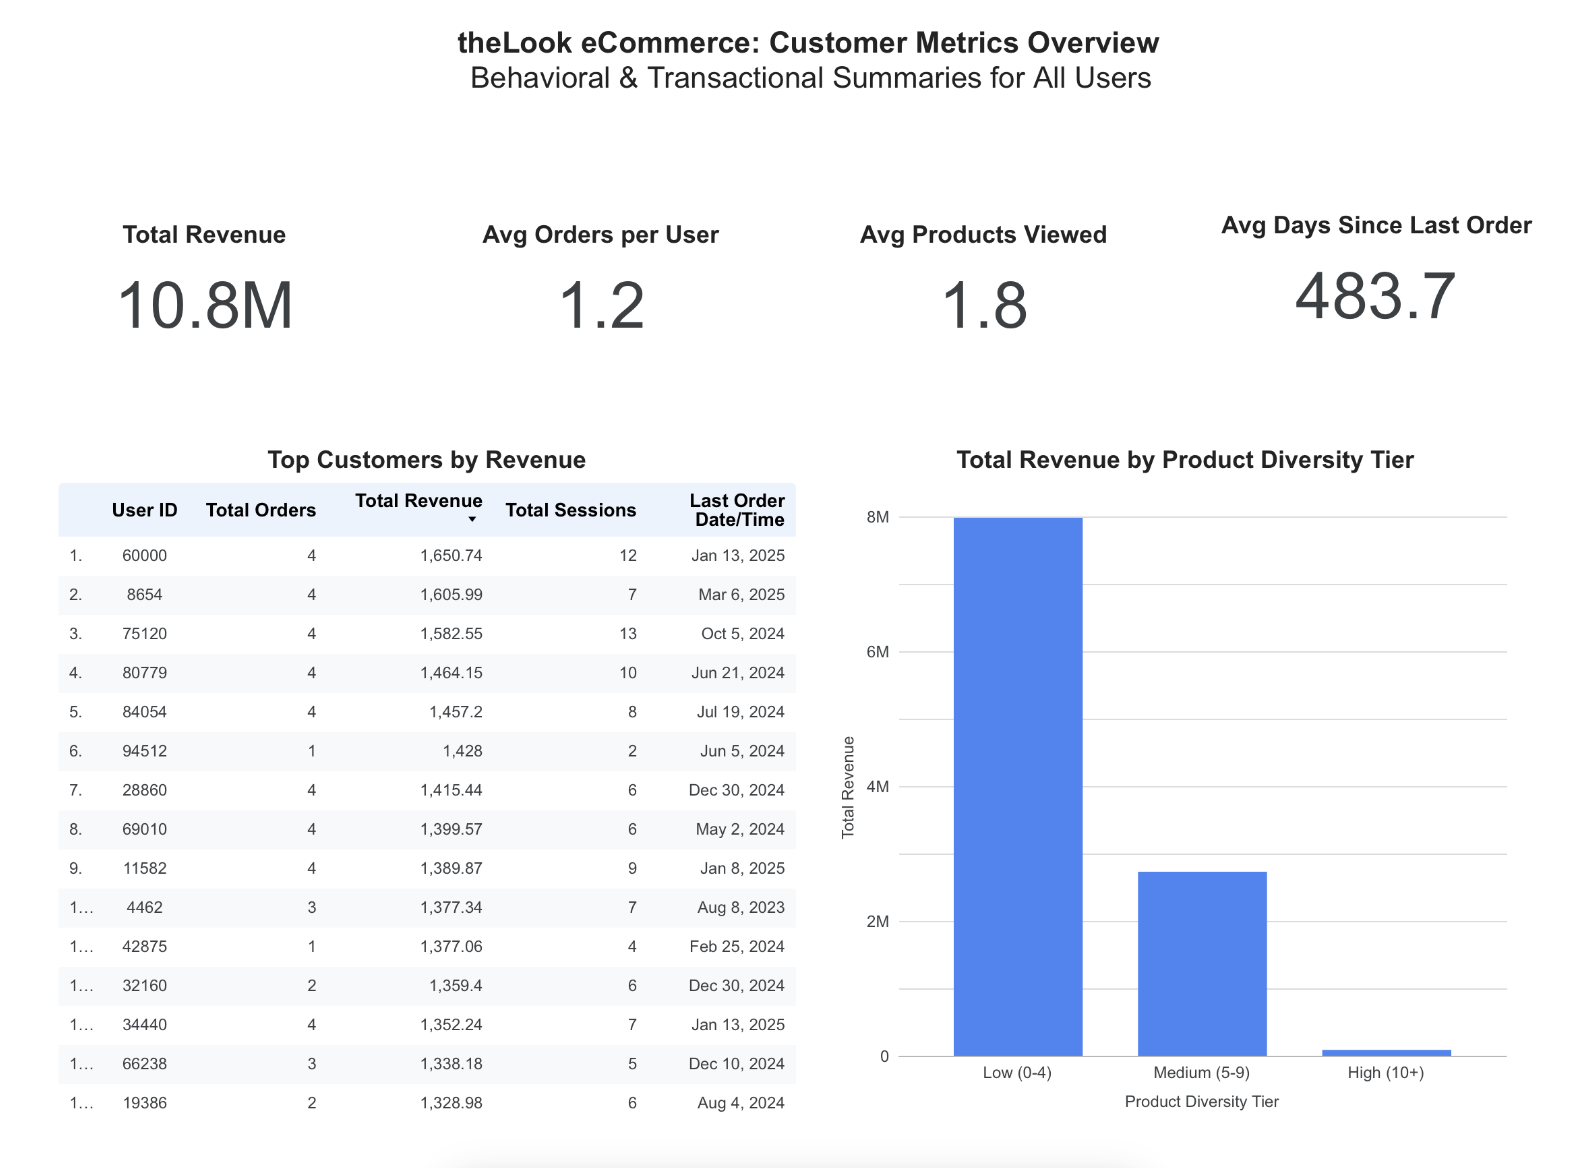 theLook eCommerce: Customer Metrics Overview
Behavioral & Transactional Summaries for All Users
Total Revenue
10.8M
Avg Orders per User
1.2
Avg Products Viewed
1.8
Avg Days Since Last Order
483.7
Top Customers by Revenue
User ID Total Orders Total Revenue Total Sessions Last Order Date/Time
1. 60000 4 1,650.74 12 Jan 13, 2025
2. 8654 4 1,605.99 7 Mar 6, 2025
3. 75120 4 1,582.55 13 Oct 5, 2024
4. 80779 4 1,464.15 10 Jun 21, 2024
5. 84054 4 1,457.2 8 Jul 19, 2024
6. 94512 1 1,428 2 Jun 5, 2024
7. 28860 4 1,415.44 6 Dec 30, 2024
8. 69010 4 1,399.57 6 May 2, 2024
9. 11582 4 1,389.87 9 Jan 8, 2025
1… 4462 3 1,377.34 7 Aug 8, 2023
1… 42875 1 1,377.06 4 Feb 25, 2024
1… 32160 2 1,359.4 6 Dec 30, 2024
1… 34440 4 1,352.24 7 Jan 13, 2025
1… 66238 3 1,338.18 5 Dec 10, 2024
1… 19386 2 1,328.98 6 Aug 4, 2024
Total Revenue by Product Diversity Tier
Total Revenue
8M
6M
4M
2M
0
Low (0-4) Medium (5-9) High (10+)
Product Diversity Tier